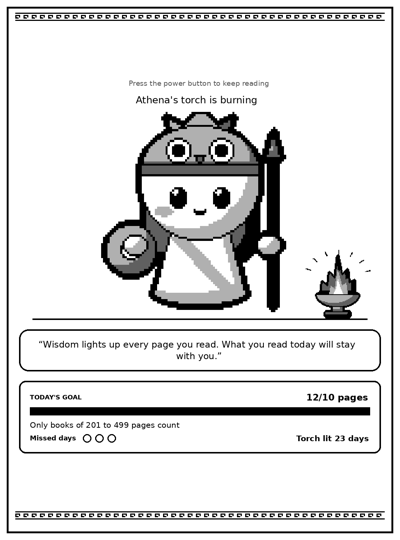 Press the power button to keep reading
Athena's torch is burning
“Wisdom lights up every page you read. What you read today will stay
with you.”
TODAY'S GOAL 12/10 pages
Only books of 201 to 499 pages count
Missed days Torch lit 23 days